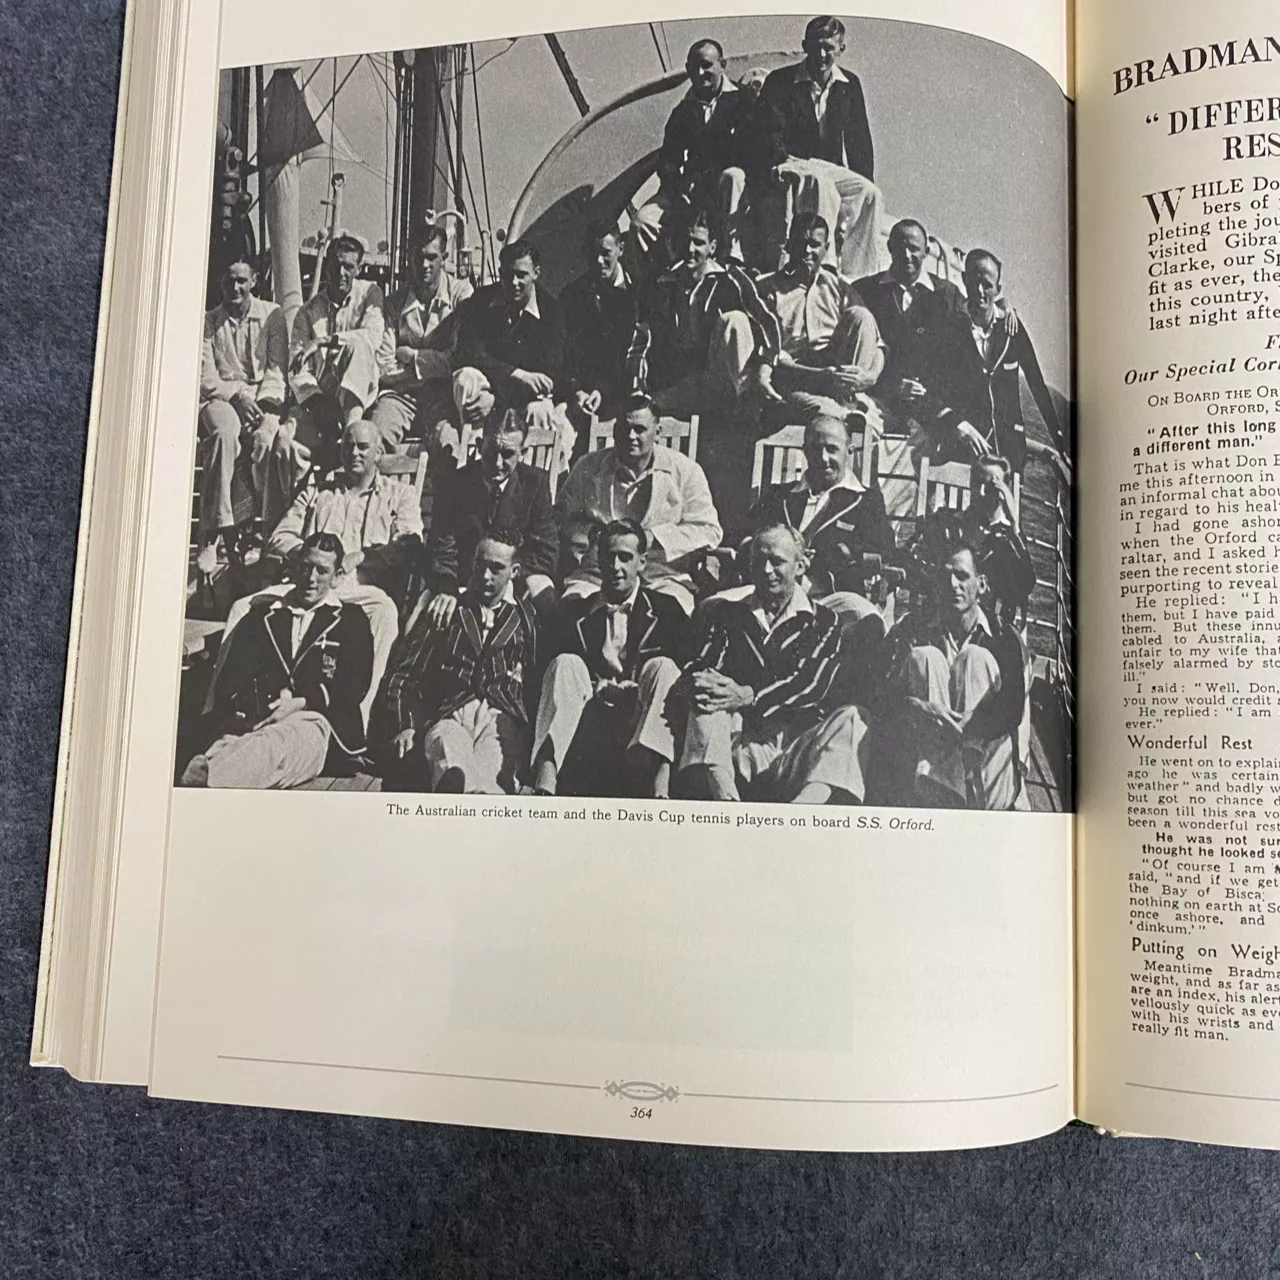 The Australian cricket team and the Davis Cup tennis players on board S.S. Orford.
364
BRADMAN
"DIFFER
RES
WHILE Do
bers of
pleting the jou
visited Gibra
Clarke, our Sp
fit as ever, the
this country,
last night afte
F
Our Special Cor
ON BOARD THE OR
ORFORD, S
"After this long
a different man."
That is what Don B
me this afternoon in
an informal chat abou
in regard to his heal
I had gone ashor
when the Orford ca
raltar, and I asked h
seen the recent storie
purporting to reveal
He replied: "I h
them, but I have paid
them. But these innu
cabled to Australia, a
unfair to my wife that
falsely alarmed by sto
ill."
I said: "Well, Don,
you now would credit s
He replied: "I am
ever."
Wonderful Rest
He went on to explai
ago he was certain
weather" and badly w
but got no chance d
season till this sea vo
been a wonderful rest
He was not sur
thought he looked s
"Of course I am
said, "and if we get
the Bay of Bisca
nothing on earth at So
once ashore, and
'dinkum.'"
Putting on Weigh
Meantime Bradma
weight, and as far as
are an index, his alert
vellously quick as ev
with his wrists and
really fit man.